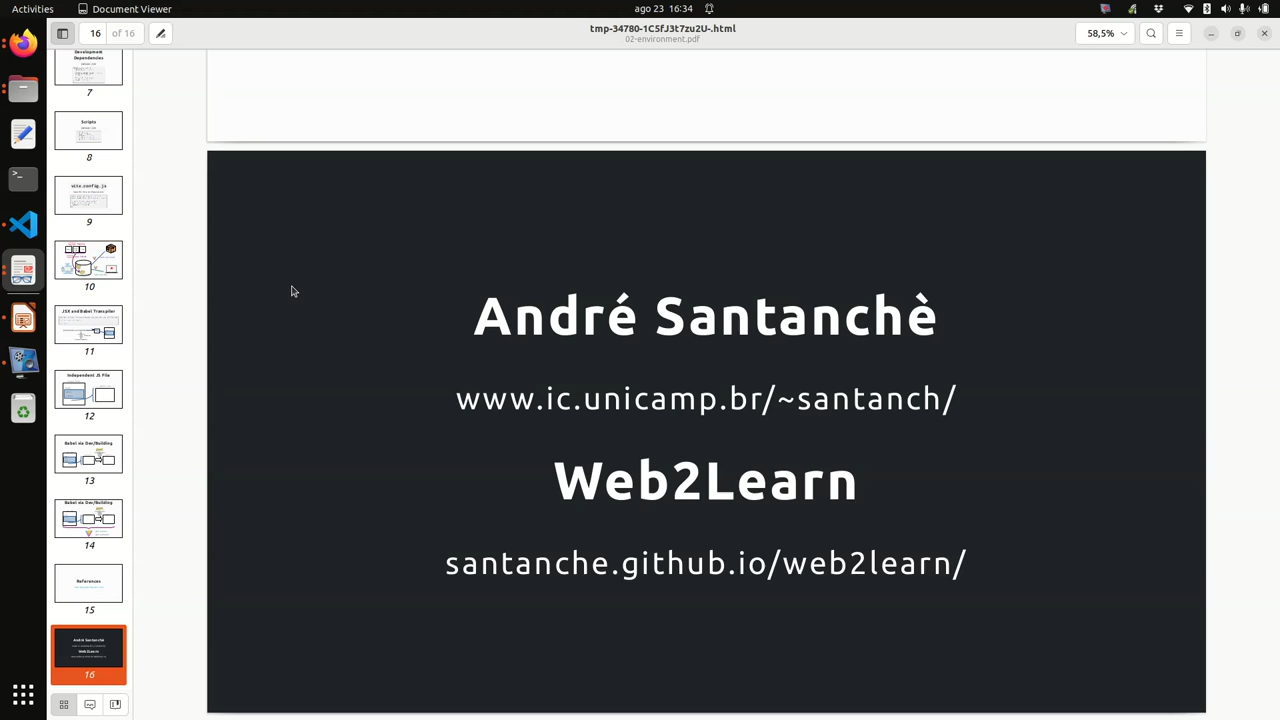 Activities
Document Viewer
ago 23 16:34
16 of 16
tmp-34780-1C5fJ3t7zu2U-.html
02-environment.pdf
58,5%
Development
Dependencies
7
Scripts
8
vite.config.js
9
10
JSX and Babel Transpiler
11
Independent JS File
12
Babel via Dev/Building
13
Babel via Dev/Building
14
References
15
André Santanchè
Web2Learn
16
André Santanchè
www.ic.unicamp.br/~santanch/
Web2Learn
santanche.github.io/web2learn/